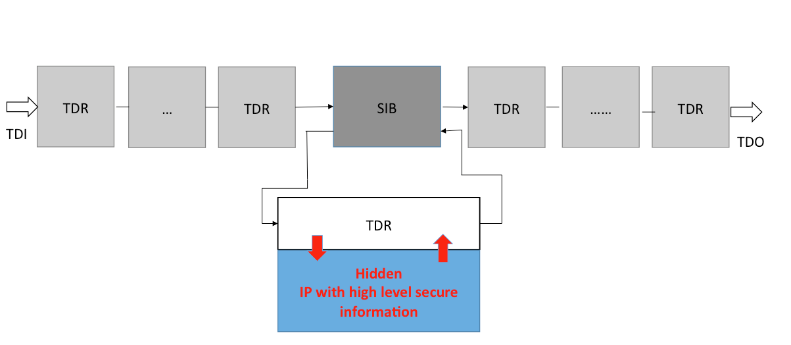 TDR
...
TDR
SIB
TDR
......
TDR
TDI
TDO
TDR
Hidden
IP with high level secure
information